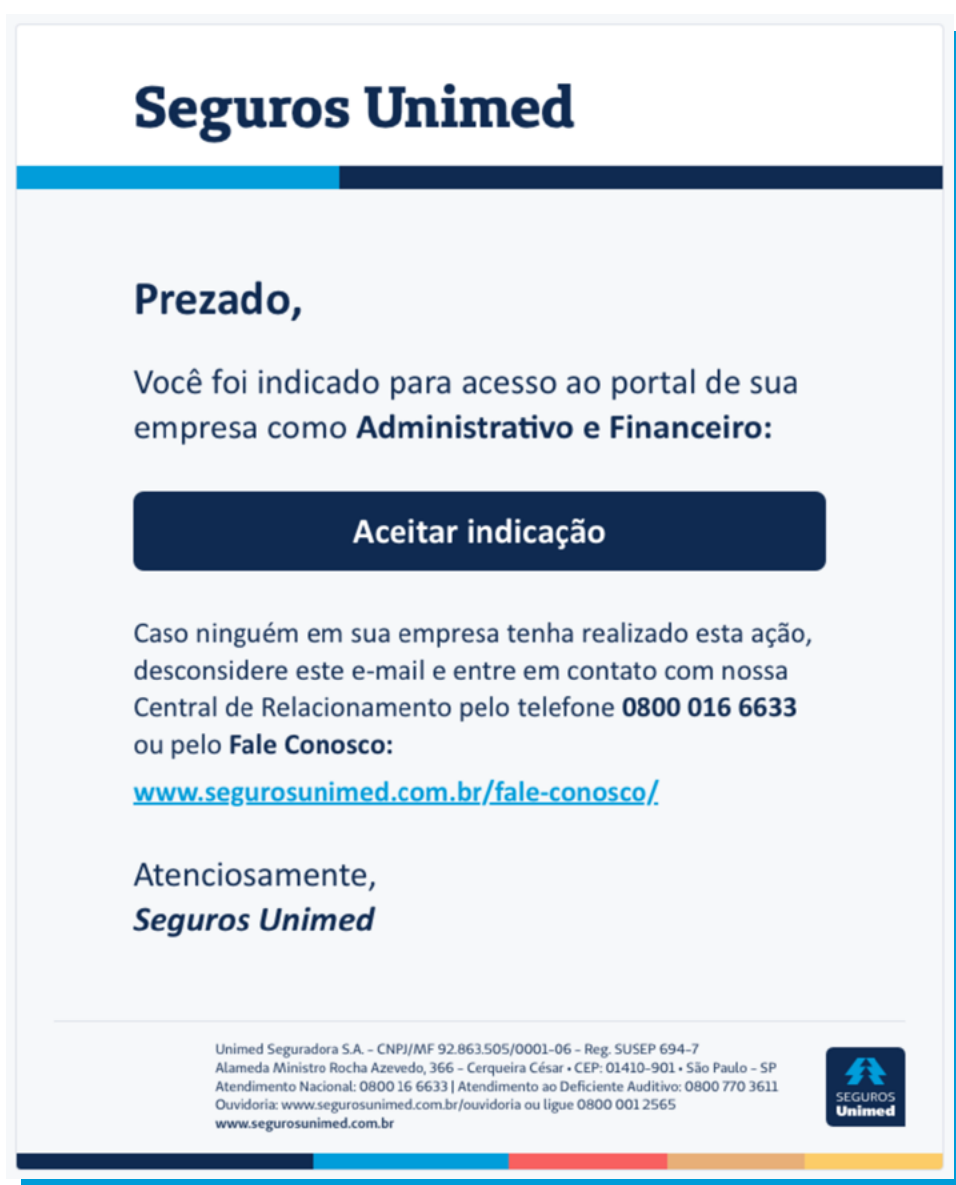 Seguros Unimed
Prezado,
Você foi indicado para acesso ao portal de sua
empresa como Administrativo e Financeiro:
Aceitar indicação
Caso ninguém em sua empresa tenha realizado esta ação,
desconsidere este e-mail e entre em contato com nossa
Central de Relacionamento pelo telefone 0800 016 6633
ou pelo Fale Conosco:
www.segurosunimed.com.br/fale-conosco/
Atenciosamente,
Seguros Unimed
Unimed Seguradora S.A. – CNPJ/MF 92.863.505/0001-06 – Reg. SUSEP 694-7
Alameda Ministro Rocha Azevedo, 366 – Cerqueira César • CEP: 01410-901 • São Paulo – SP
Atendimento Nacional: 0800 16 6633 | Atendimento ao Deficiente Auditivo: 0800 770 3611
Ouvidoria: www.segurosunimed.com.br/ouvidoria ou ligue 0800 001 2565
www.segurosunimed.com.br
SEGUROS
Unimed